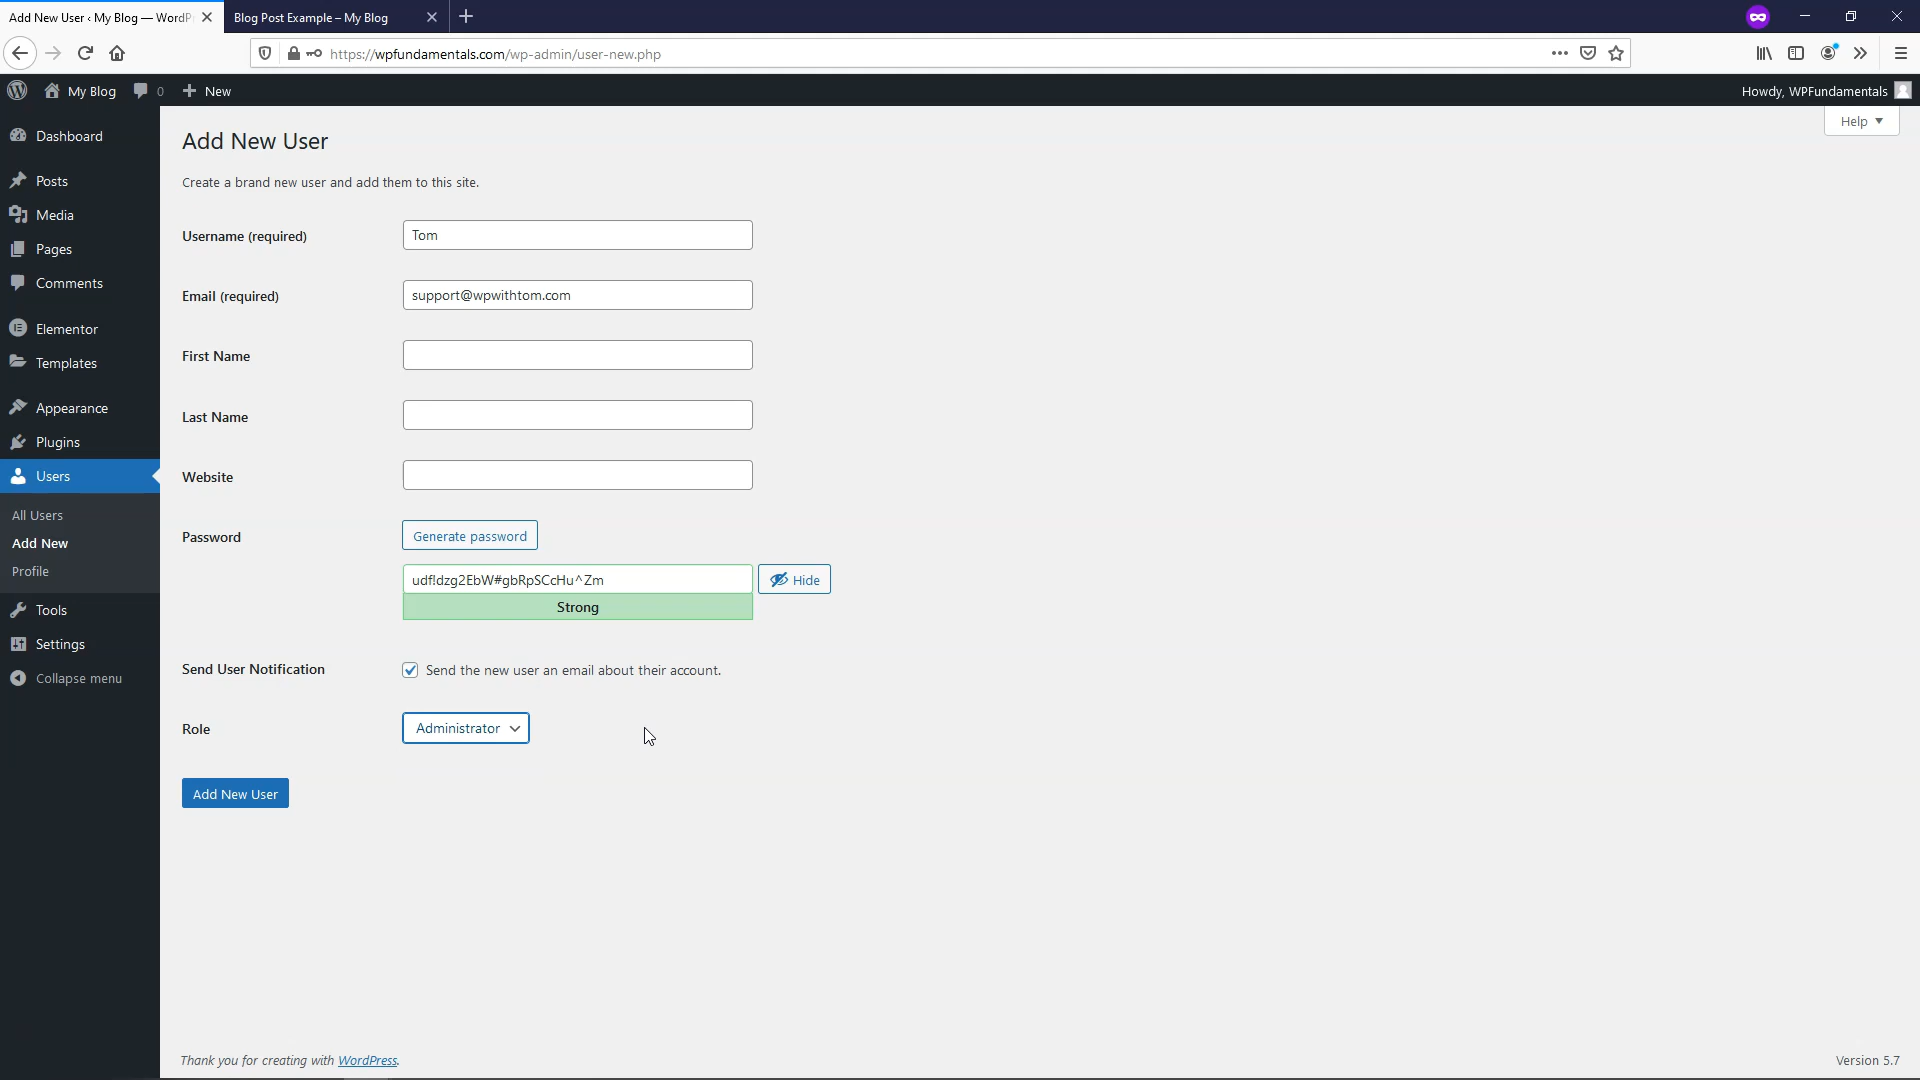 Add New User ‹ My Blog — WordP
Blog Post Example – My Blog
https://wpfundamentals.com/wp-admin/user-new.php
My Blog
0
New
Howdy, WPFundamentals
Help
Dashboard
Posts
Media
Pages
Comments
Elementor
Templates
Appearance
Plugins
Users
All Users
Add New
Profile
Tools
Settings
Collapse menu
Add New User
Create a brand new user and add them to this site.
Username (required)
Tom
Email (required)
support@wpwithtom.com
First Name
Last Name
Website
Password
Generate password
udf!dzg2EbW#gbRpSCcHu^Zm
Hide
Strong
Send User Notification
Send the new user an email about their account.
Role
Administrator
Add New User
Thank you for creating with WordPress.
Version 5.7